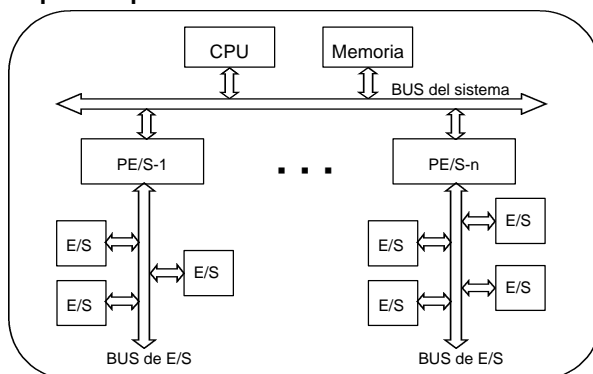 CPU
Memoria
BUS del sistema
PE/S-1
. . .
PE/S-n
E/S
E/S
E/S
BUS de E/S
E/S
E/S
E/S
E/S
BUS de E/S